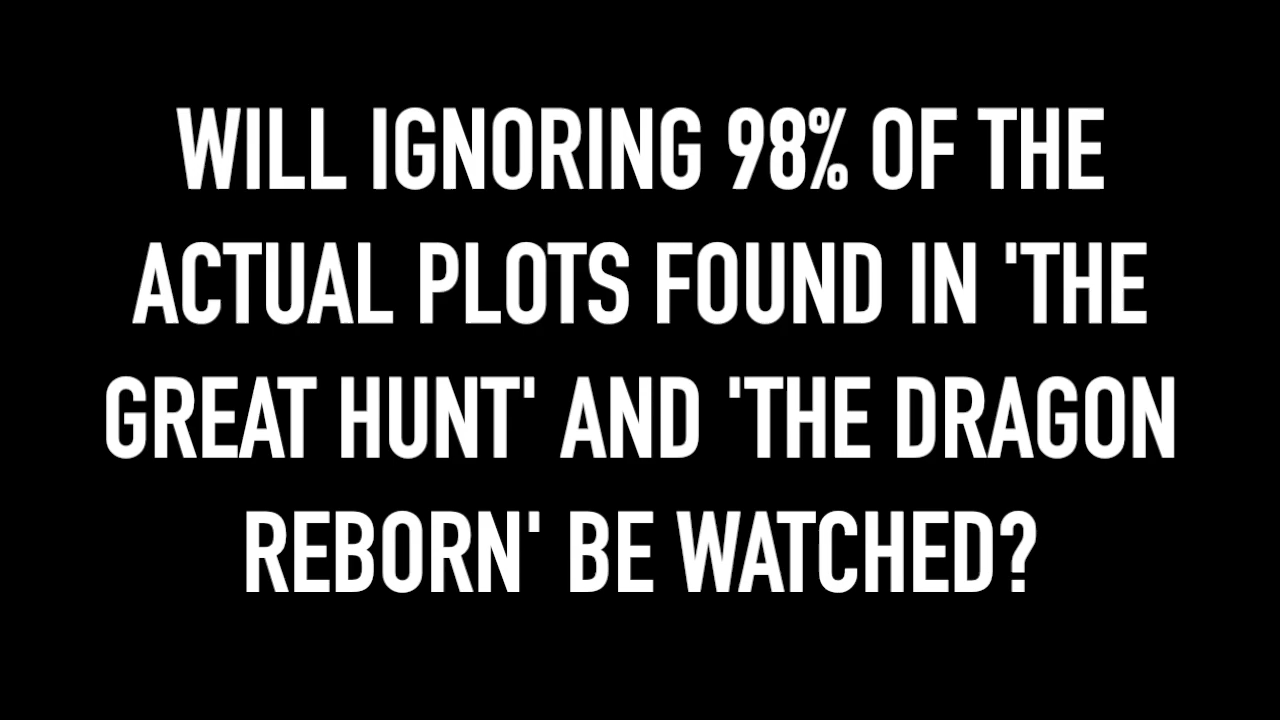 WILL IGNORING 98% OF THE
ACTUAL PLOTS FOUND IN 'THE
GREAT HUNT' AND 'THE DRAGON
REBORN' BE WATCHED?